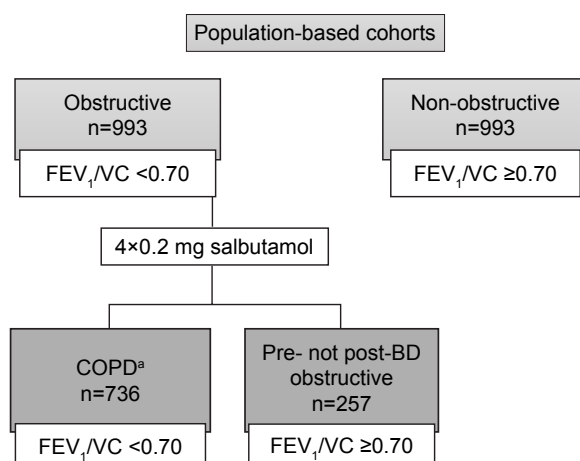 Population-based cohorts
Obstructive
n=993
FEV₁/VC <0.70
Non-obstructive
n=993
FEV₁/VC ≥0.70
4×0.2 mg salbutamol
COPDᵃ
n=736
FEV₁/VC <0.70
Pre- not post-BD
obstructive
n=257
FEV₁/VC ≥0.70